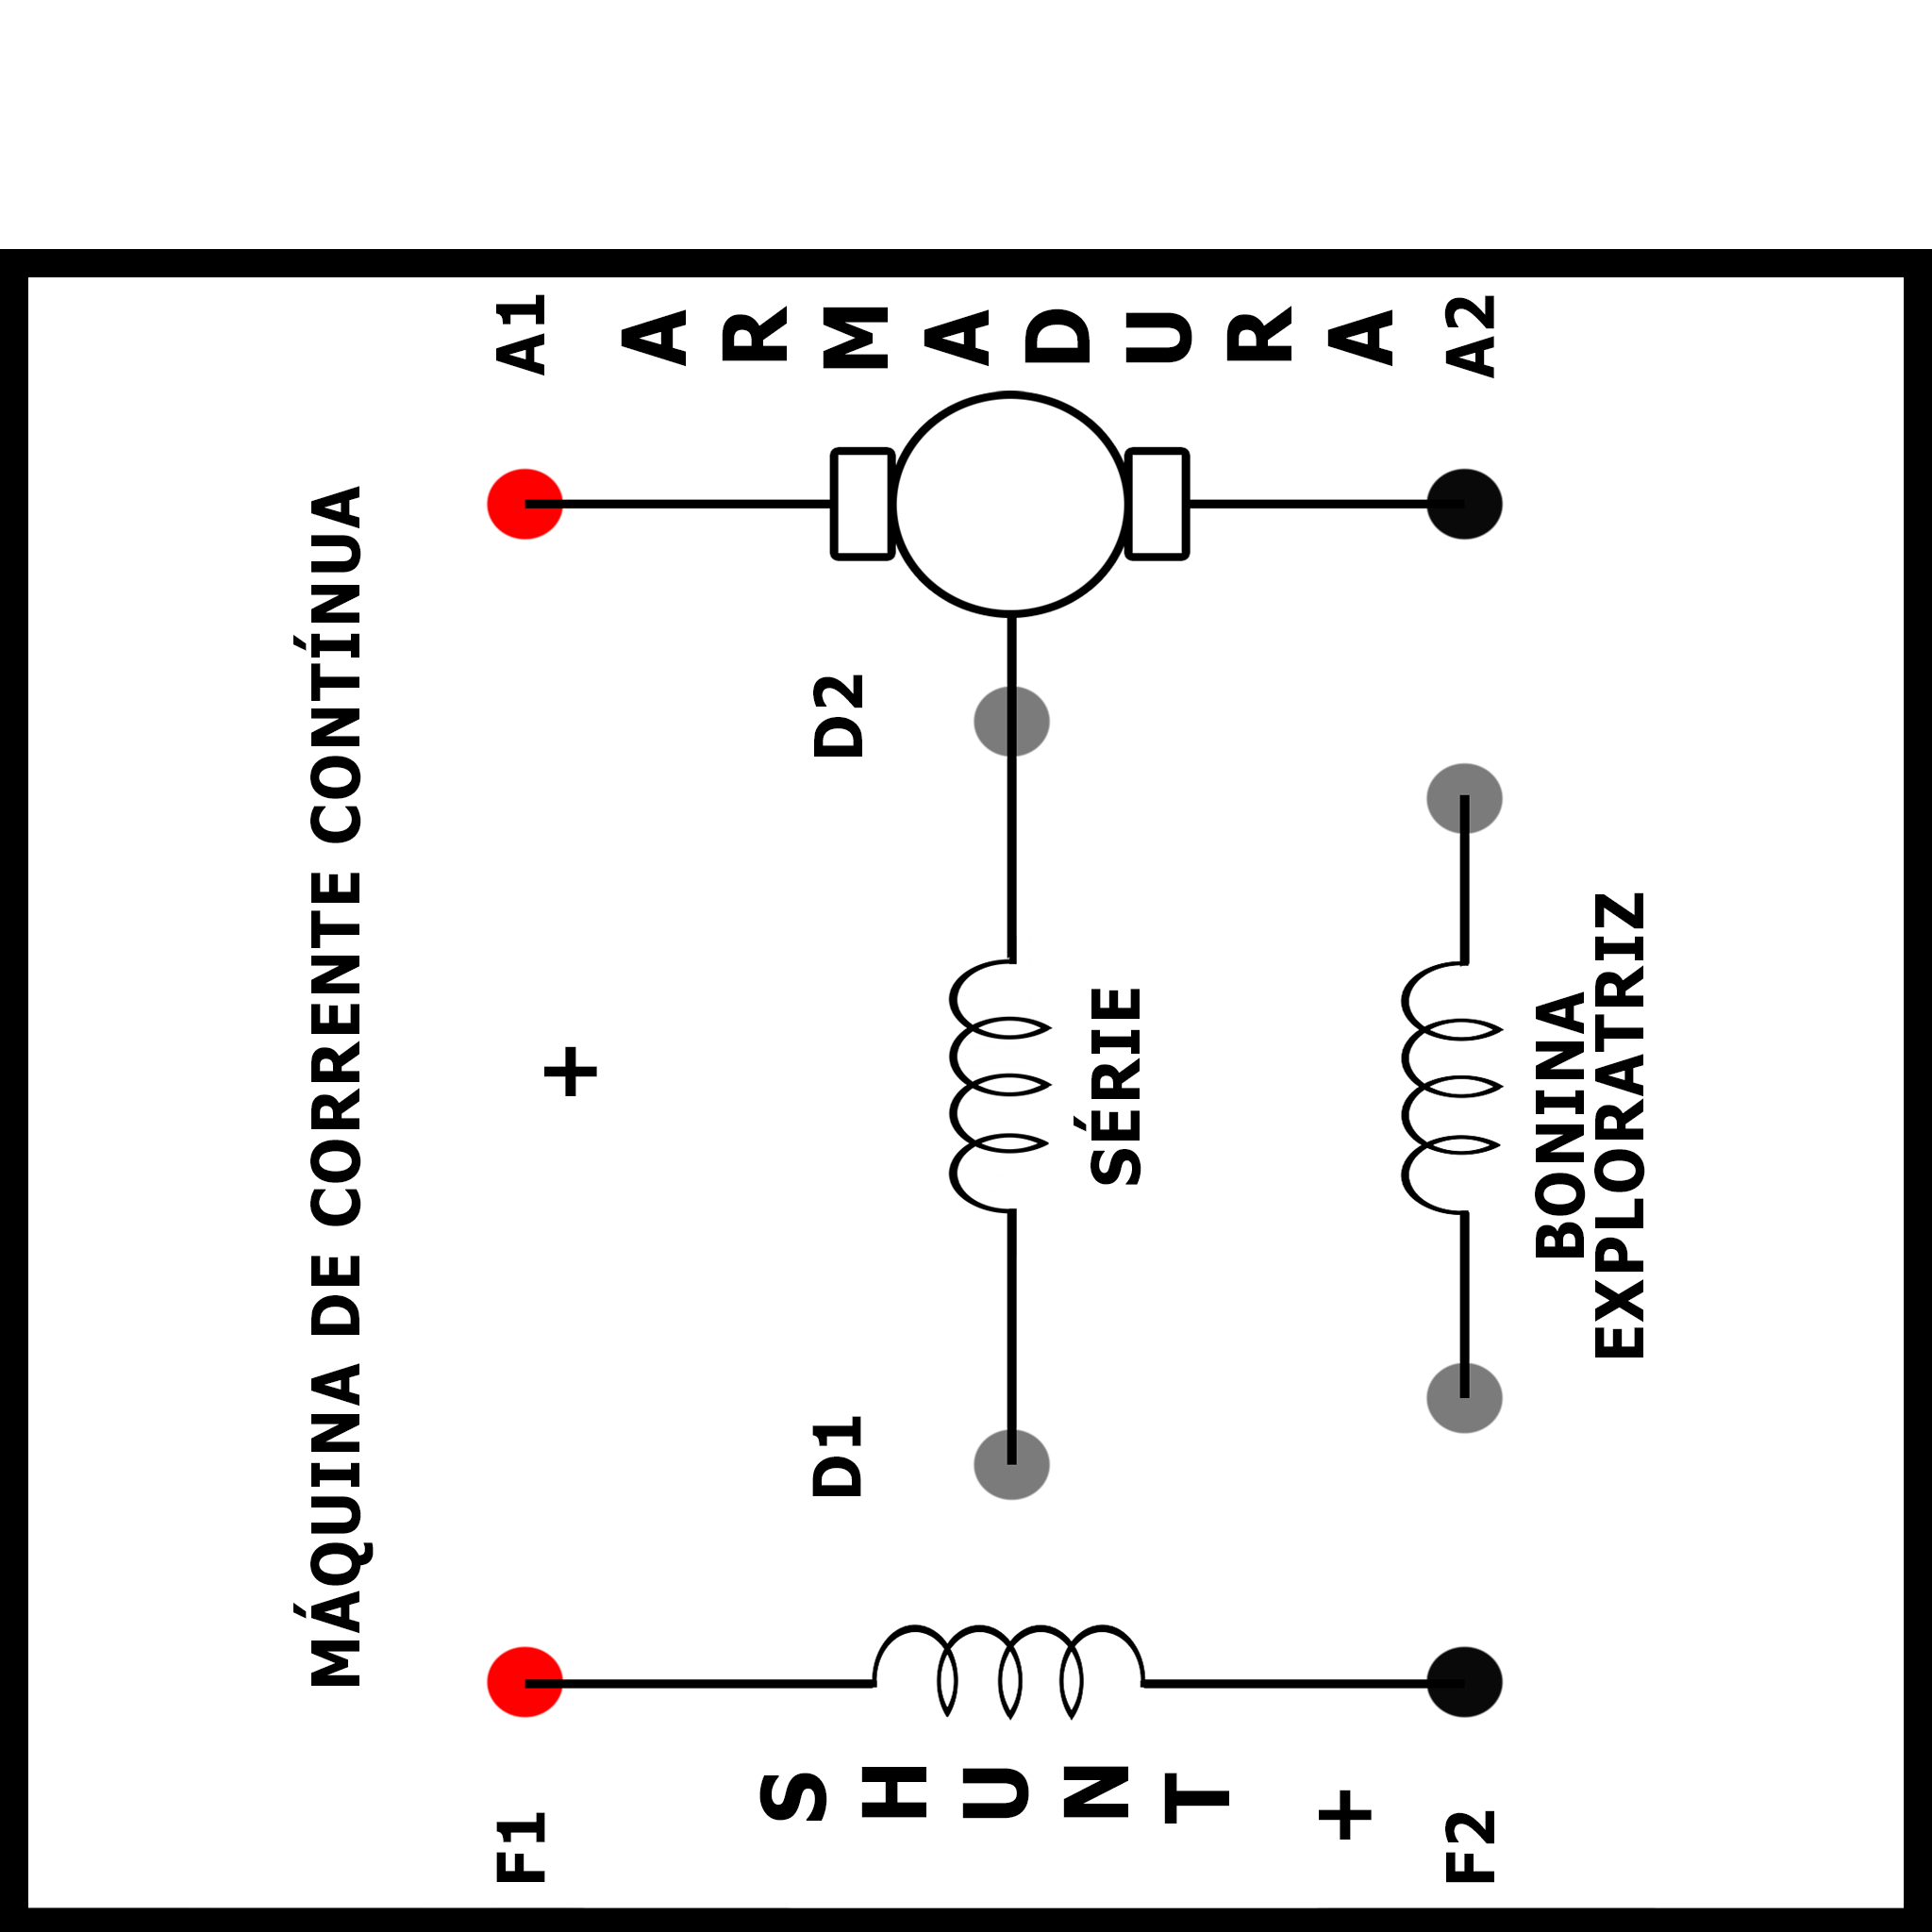 MÁQUINA DE CORRENTE CONTÍNUA
A1
ARMADURA
A2
D2
+
SÉRIE
BONINA
EXPLORATRIZ
D1
SHUNT
+
F1
F2